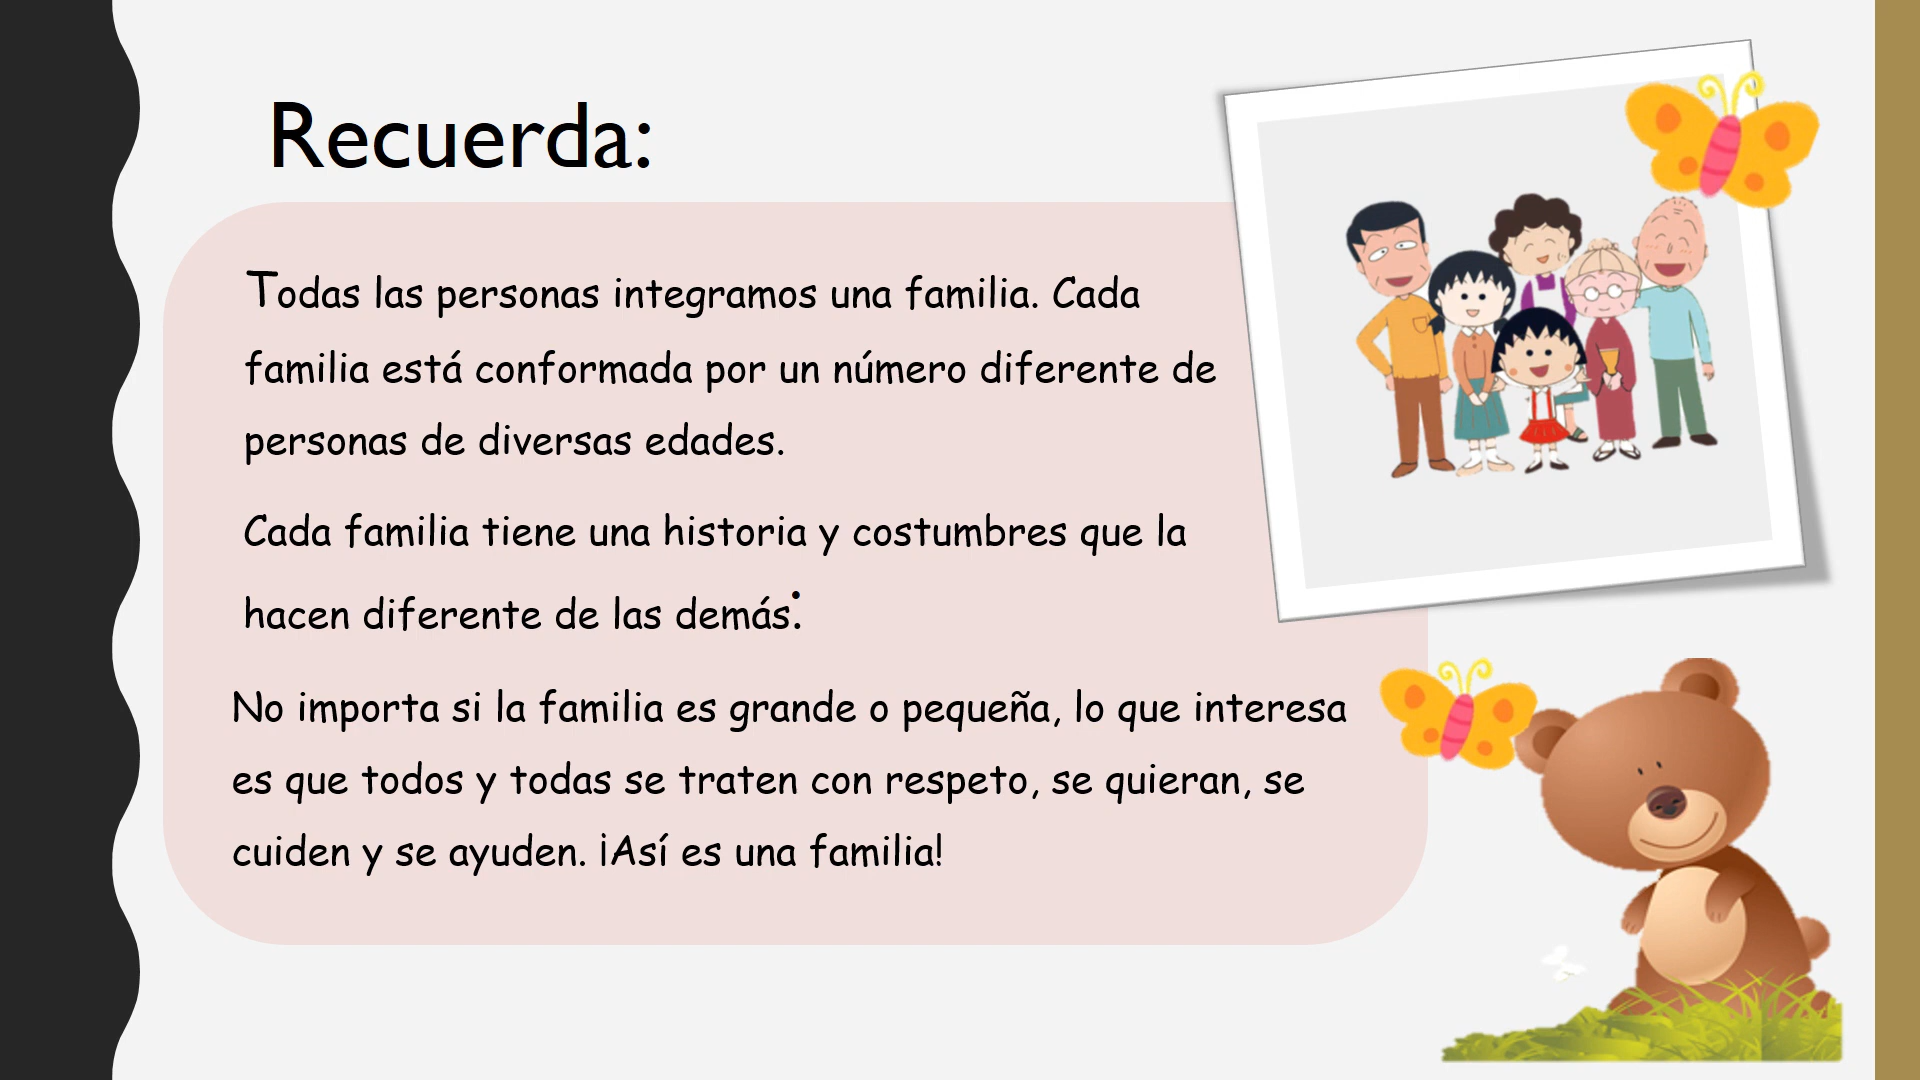 Recuerda:
Todas las personas integramos una familia. Cada
familia está conformada por un número diferente de
personas de diversas edades.
Cada familia tiene una historia y costumbres que la
hacen diferente de las demás.
No importa si la familia es grande o pequeña, lo que interesa
es que todos y todas se traten con respeto, se quieran, se
cuiden y se ayuden. ¡Así es una familia!